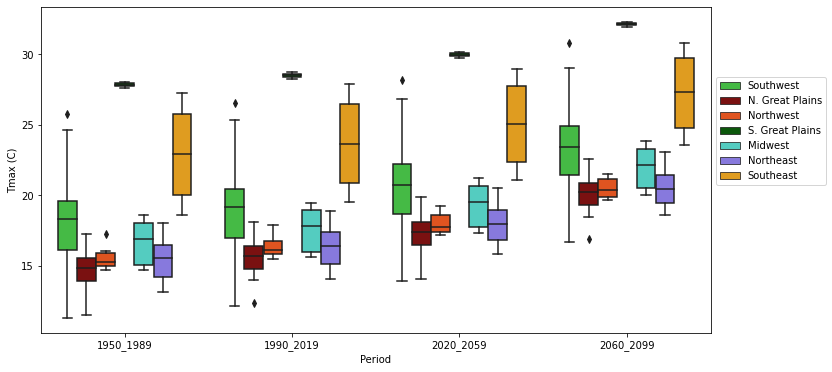 Tmax (C)
30
25
20
15
1950_1989
1990_2019
2020_2059
2060_2099
Period
Southwest
N. Great Plains
Northwest
S. Great Plains
Midwest
Northeast
Southeast